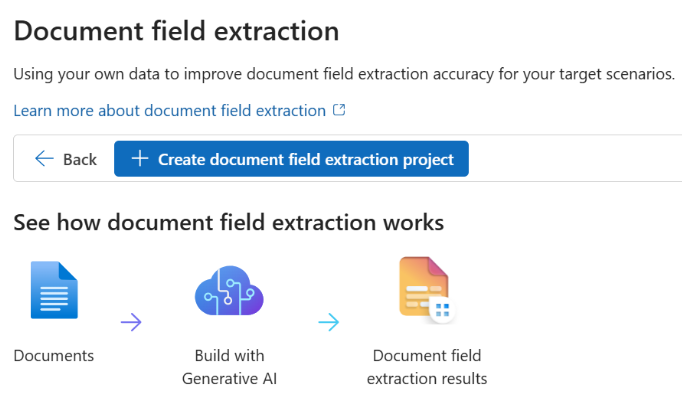 Document field extraction
Using your own data to improve document field extraction accuracy for your target scenarios.
Learn more about document field extraction
Back
Create document field extraction project
See how document field extraction works
Documents
Build with
Generative AI
Document field
extraction results